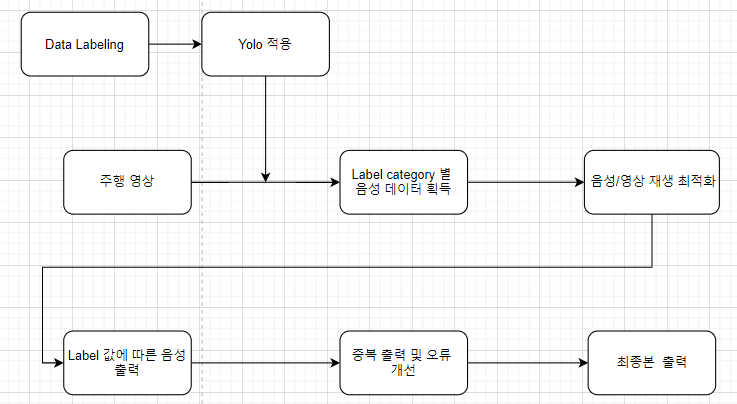 Data Labeling
Yolo 적용
주행 영상
Label category 별
음성 데이터 획득
음성/영상 재생 최적화
Label 값에 따른 음성
출력
중복 출력 및 오류
개선
최종본 출력